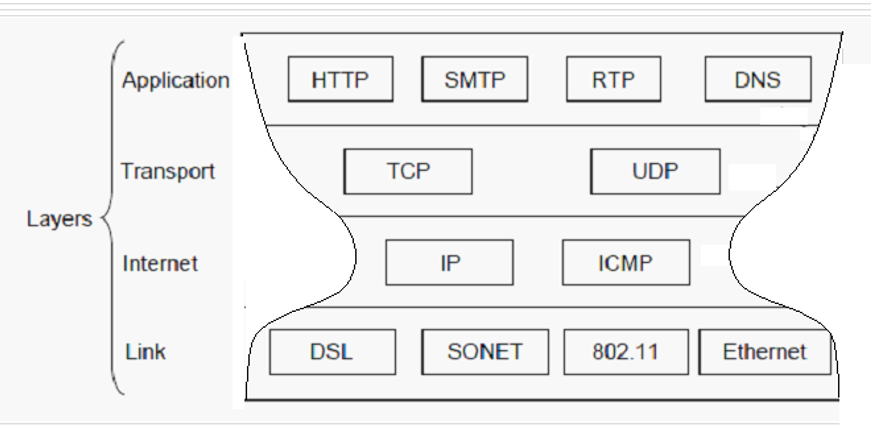 Application HTTP SMTP RTP DNS
Transport TCP UDP
Layers
Internet IP ICMP
Link DSL SONET 802.11 Ethernet